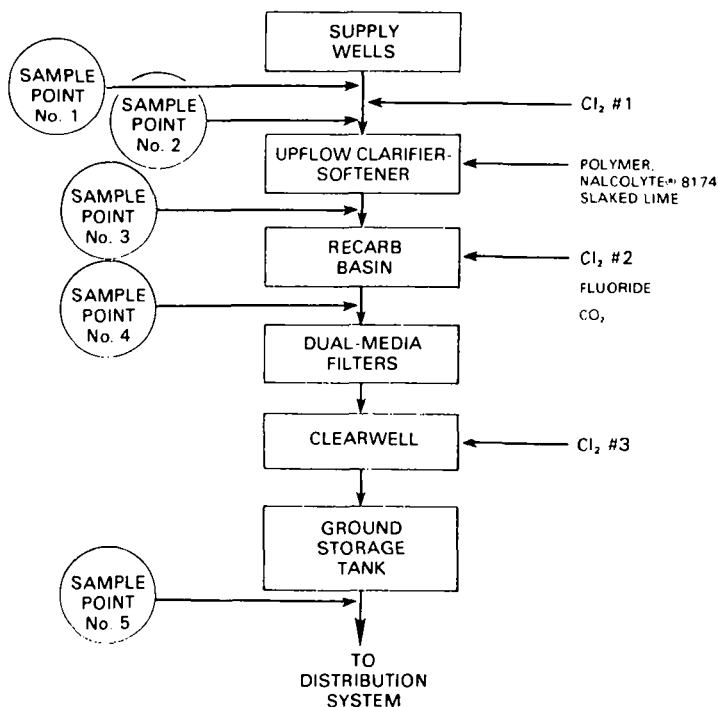 SUPPLY
WELLS
SAMPLE
POINT
No. 1
SAMPLE
POINT
No. 2
Cl₂ #1
UPFLOW CLARIFIER-
SOFTENER
POLYMER,
NALCOLYTE(R) 8174
SLAKED LIME
SAMPLE
POINT
No. 3
RECARB
BASIN
Cl₂ #2
FLUORIDE
CO₂
SAMPLE
POINT
No. 4
DUAL-MEDIA
FILTERS
CLEARWELL
Cl₂ #3
GROUND
STORAGE
TANK
SAMPLE
POINT
No. 5
TO
DISTRIBUTION
SYSTEM